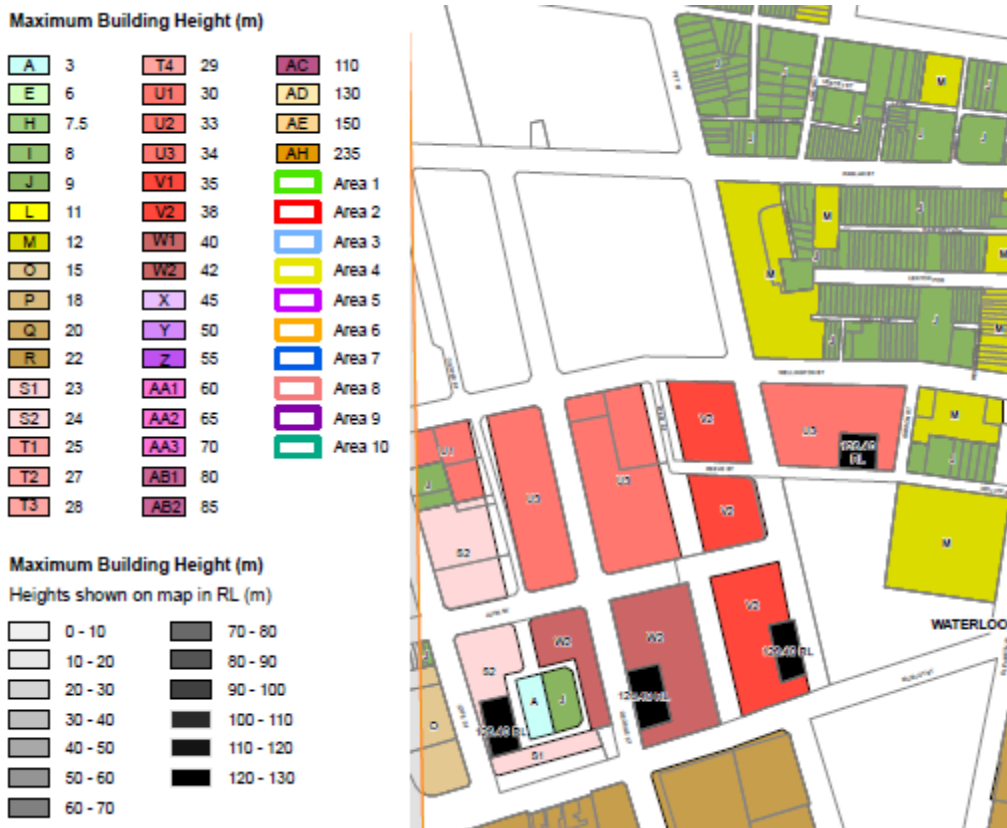 Maximum Building Height (m)
A 3 T4 29 AC 110
E 6 U1 30 AD 130
H 7.5 U2 33 AE 150
I 8 U3 34 AH 235
J 9 V1 35 Area 1
L 11 V2 38 Area 2
M 12 W1 40 Area 3
O 15 W2 42 Area 4
P 18 X 45 Area 5
Q 20 Y 50 Area 6
R 22 Z 55 Area 7
S1 23 AA1 60 Area 8
S2 24 AA2 65 Area 9
T1 25 AA3 70 Area 10
T2 27 AB1 80
T3 28 AB2 85
Maximum Building Height (m)
Heights shown on map in RL (m)
0 - 10 70 - 80
10 - 20 80 - 90
20 - 30 90 - 100
30 - 40 100 - 110
40 - 50 110 - 120
50 - 60 120 - 130
60 - 70
J
J
M
J
J
J
J
J
M
J
M
M
J
J
M
J
WELLINGTON ST
V2
U3
M
J
RL
U1
J
U3
U3
V2
S2
M
WATERLOO
V2
W2
W2
S2
A
J
O
S1